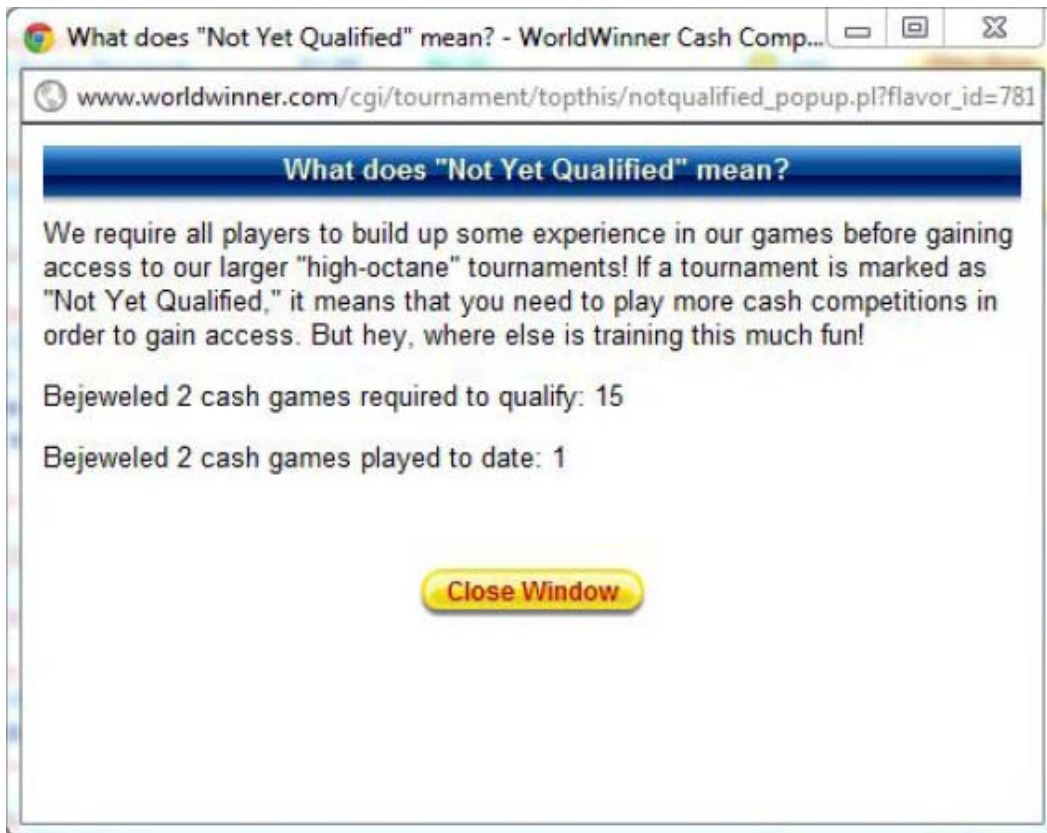 What does "Not Yet Qualified" mean? - WorldWinner Cash Comp...
www.worldwinner.com/cgi/tournament/topthis/notqualified_popup.pl?flavor_id=781
What does "Not Yet Qualified" mean?
We require all players to build up some experience in our games before gaining
access to our larger "high-octane" tournaments! If a tournament is marked as
"Not Yet Qualified," it means that you need to play more cash competitions in
order to gain access. But hey, where else is training this much fun!
Bejeweled 2 cash games required to qualify: 15
Bejeweled 2 cash games played to date: 1
Close Window